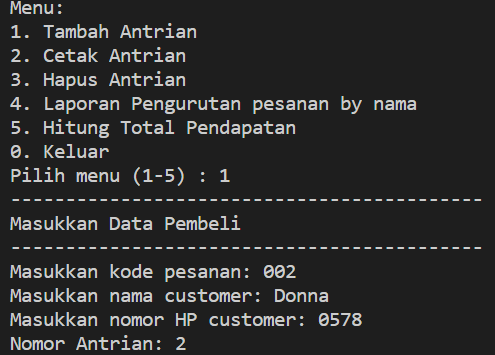 Menu:
1. Tambah Antrian
2. Cetak Antrian
3. Hapus Antrian
4. Laporan Pengurutan pesanan by nama
5. Hitung Total Pendapatan
0. Keluar
Pilih menu (1-5) : 1
-------------------------------------------
Masukkan Data Pembeli
-------------------------------------------
Masukkan kode pesanan: 002
Masukkan nama customer: Donna
Masukkan nomor HP customer: 0578
Nomor Antrian: 2